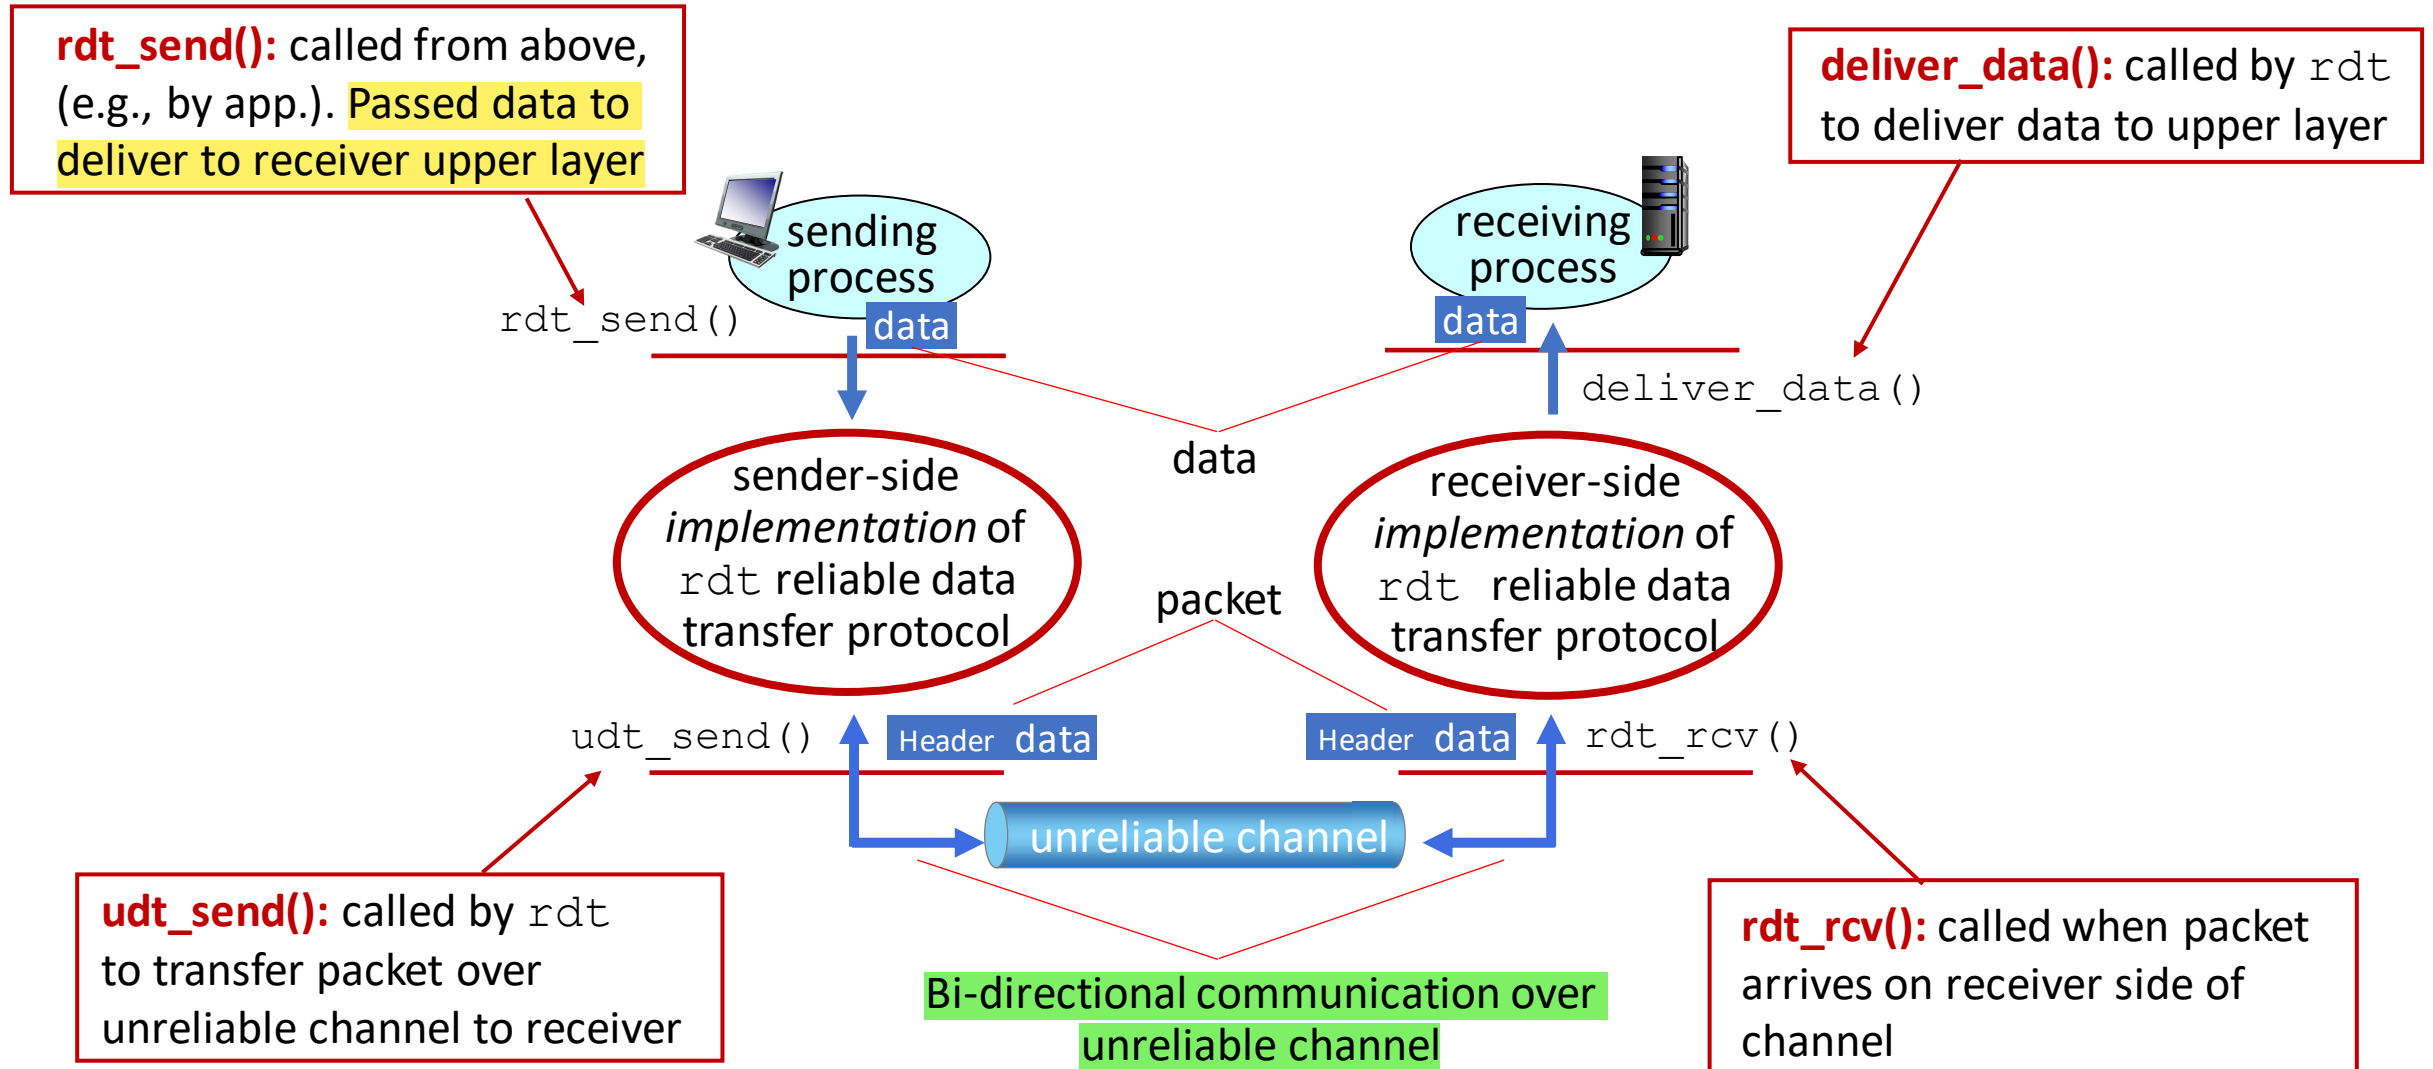 rdt_send(): called from above,
(e.g., by app.). Passed data to
deliver to receiver upper layer
deliver_data(): called by rdt
to deliver data to upper layer
sending
process
receiving
process
rdt_send()
data
data
deliver_data()
data
sender-side
implementation of
rdt reliable data
transfer protocol
receiver-side
implementation of
rdt reliable data
transfer protocol
packet
udt_send()
Header data
Header data
rdt_rcv()
unreliable channel
udt_send(): called by rdt
to transfer packet over
unreliable channel to receiver
Bi-directional communication over
unreliable channel
rdt_rcv(): called when packet
arrives on receiver side of
channel